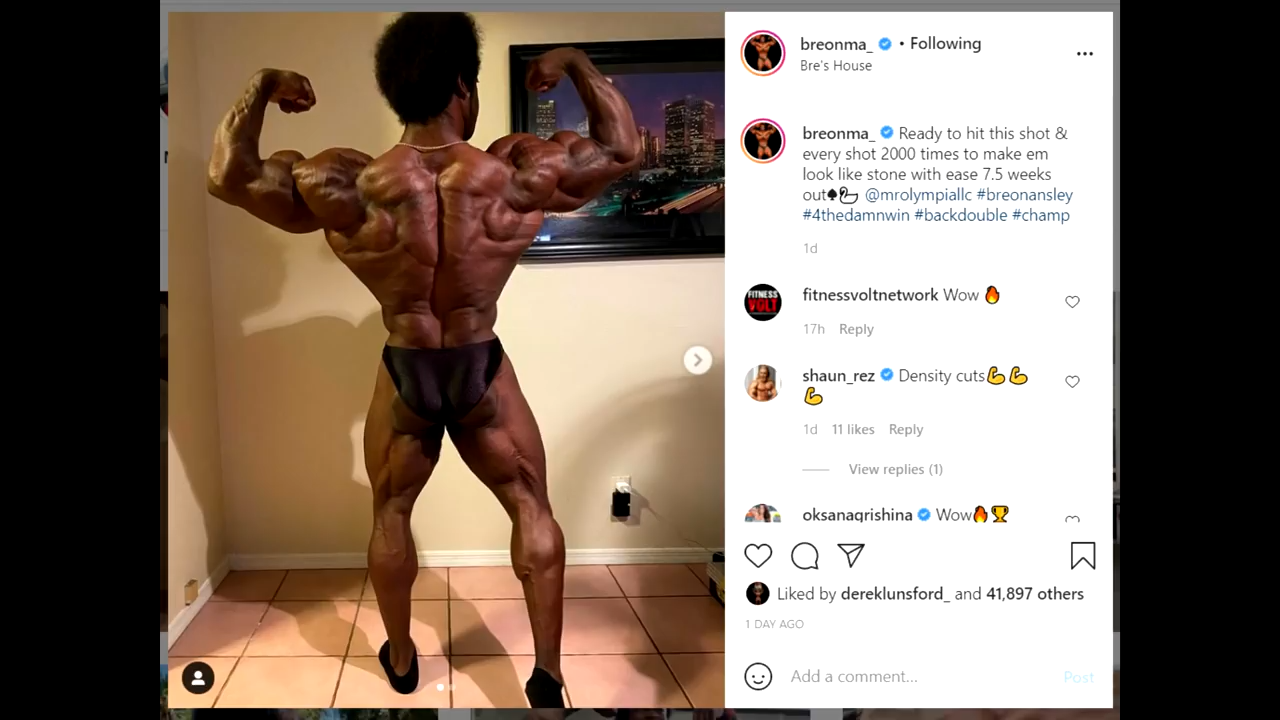 breonma_ • Following
Bre's House
breonma_ Ready to hit this shot &
every shot 2000 times to make em
look like stone with ease 7.5 weeks
out♠️🦢 @mrolympiallc #breonansley
#4thedamnwin #backdouble #champ
1d
FITNESS
VOLT
fitnessvoltnetwork Wow 🔥
17h Reply
shaun_rez Density cuts💪💪
💪
1d 11 likes Reply
View replies (1)
oksanagrishina Wow🔥🏆
Liked by dereklunsford_ and 41,897 others
1 DAY AGO
Add a comment...
Post